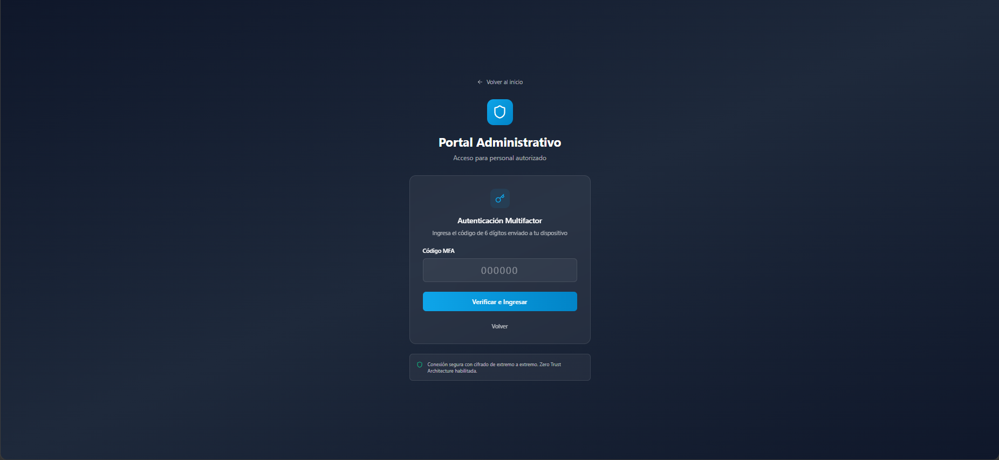 ← Volver al inicio
Portal Administrativo
Acceso para personal autorizado
Autenticación Multifactor
Ingresa el código de 6 dígitos enviado a tu dispositivo
Código MFA
000000
Verificar e Ingresar
Volver
Conexión segura con cifrado de extremo a extremo. Zero Trust
Architecture habilitada.